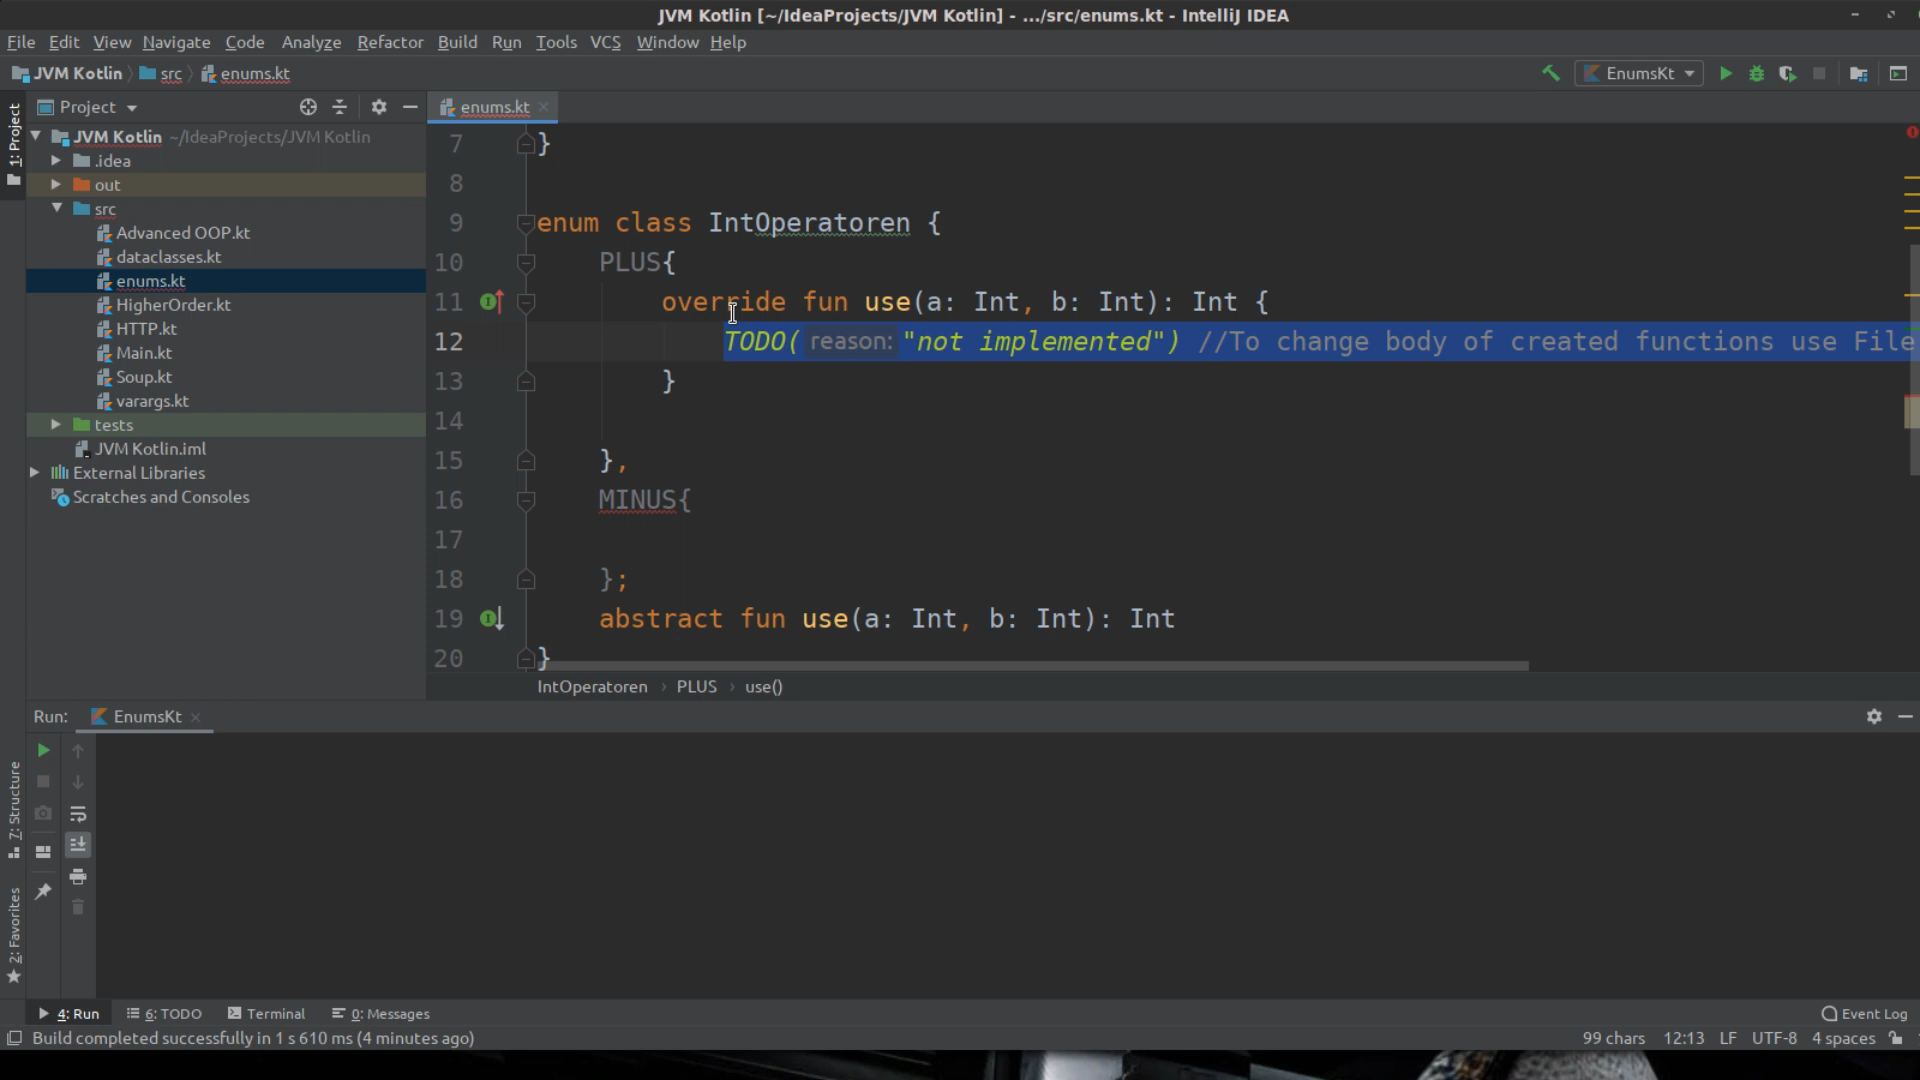 JVM Kotlin [~/IdeaProjects/JVM Kotlin] - .../src/enums.kt - IntelliJ IDEA
File Edit View Navigate Code Analyze Refactor Build Run Tools VCS Window Help
JVM Kotlin src enums.kt EnumsKt
Project
enums.kt
1: Project
JVM Kotlin ~/IdeaProjects/JVM Kotlin
.idea
out
src
Advanced OOP.kt
dataclasses.kt
enums.kt
HigherOrder.kt
HTTP.kt
Main.kt
Soup.kt
varargs.kt
tests
JVM Kotlin.iml
External Libraries
Scratches and Consoles
7 }
8
9 enum class IntOperatoren {
10 PLUS{
11 override fun use(a: Int, b: Int): Int {
12 TODO( reason: "not implemented") //To change body of created functions use File
13 }
14
15 },
16 MINUS{
17
18 };
19 abstract fun use(a: Int, b: Int): Int
20 }
IntOperatoren › PLUS › use()
Run: EnumsKt
7: Structure
2: Favorites
4: Run 6: TODO Terminal 0: Messages Event Log
Build completed successfully in 1 s 610 ms (4 minutes ago) 99 chars 12:13 LF UTF-8 4 spaces